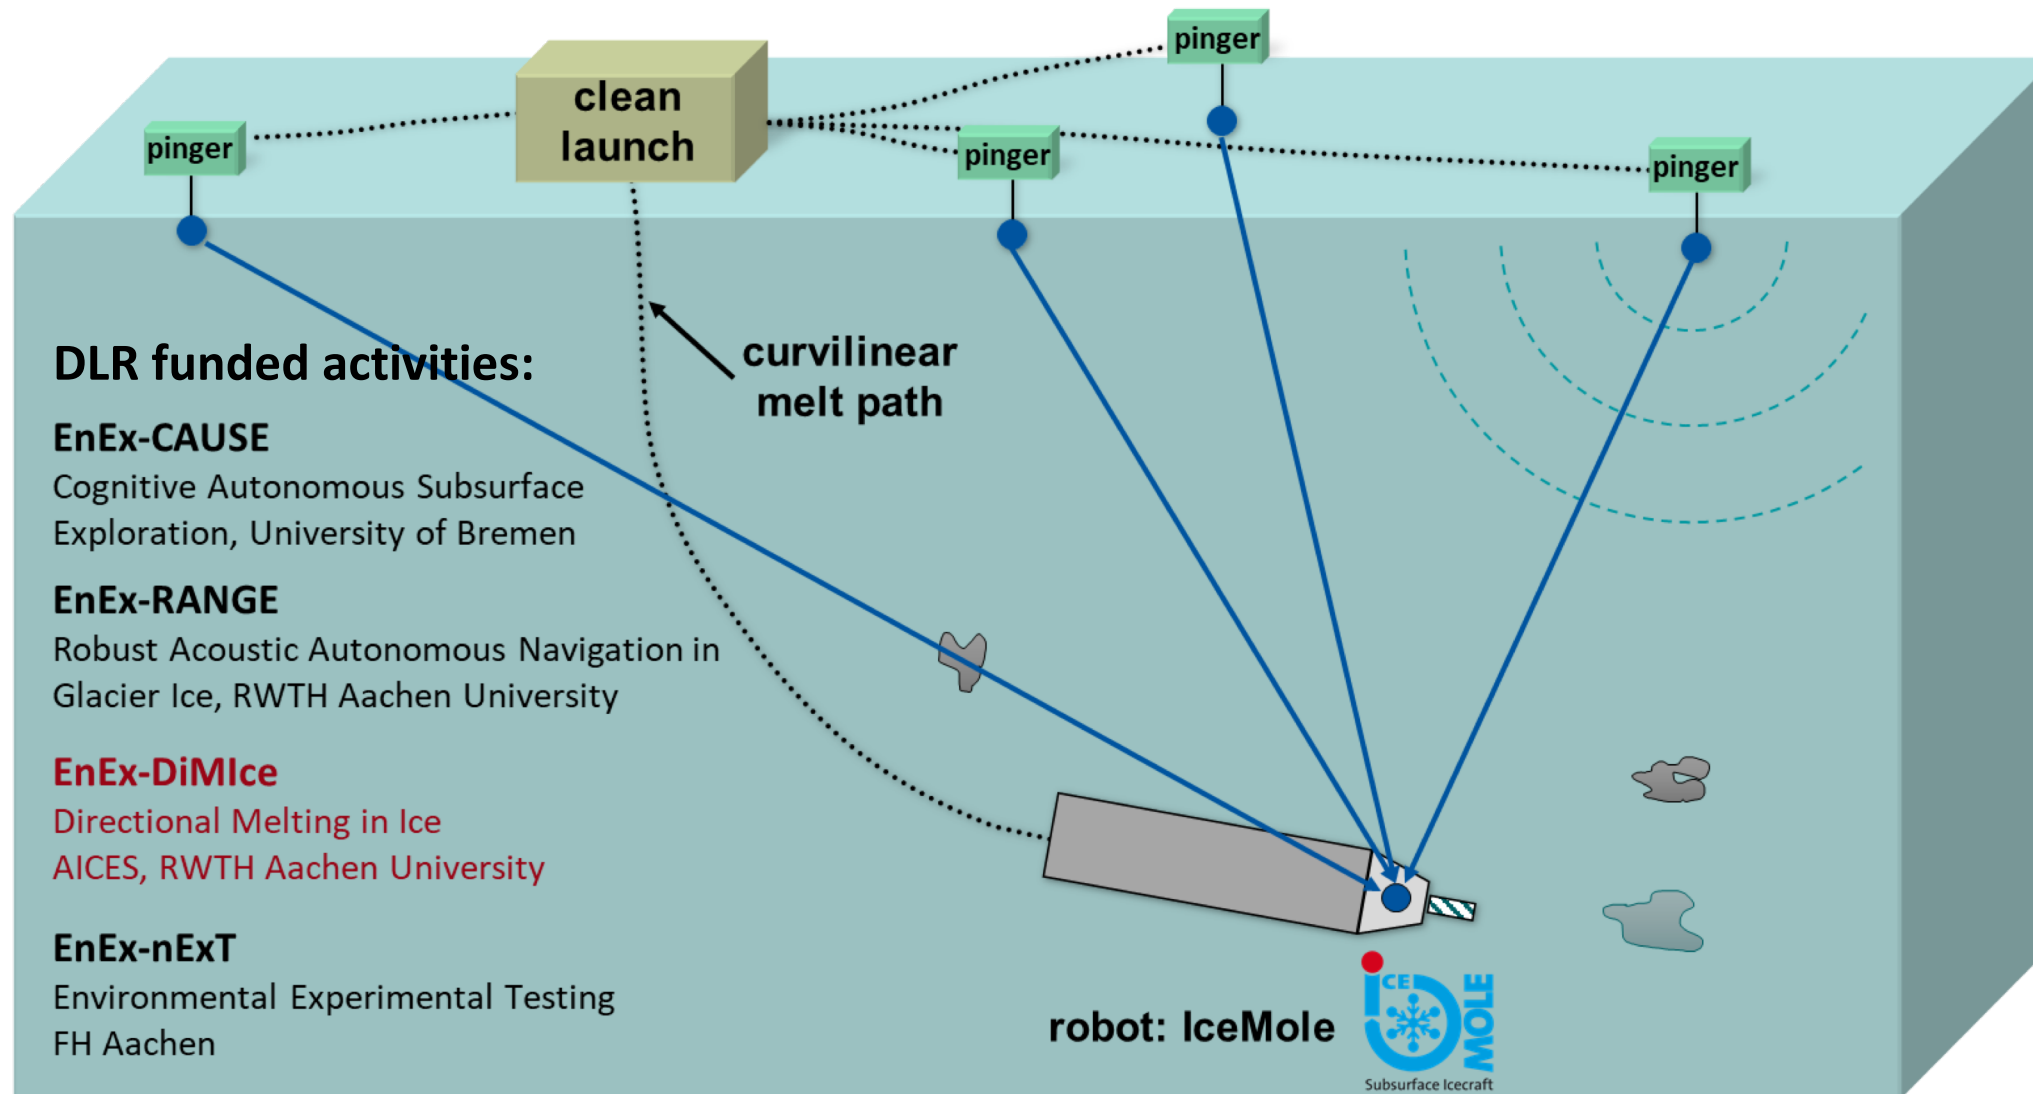 pinger
clean
launch
pinger
pinger
pinger
curvilinear
melt path
DLR funded activities:
EnEx-CAUSE
Cognitive Autonomous Subsurface
Exploration, University of Bremen
EnEx-RANGE
Robust Acoustic Autonomous Navigation in
Glacier Ice, RWTH Aachen University
EnEx-DiMIce
Directional Melting in Ice
AICES, RWTH Aachen University
EnEx-nExT
Environmental Experimental Testing
FH Aachen
robot: IceMole
ICE
MOLE
Subsurface Icecraft